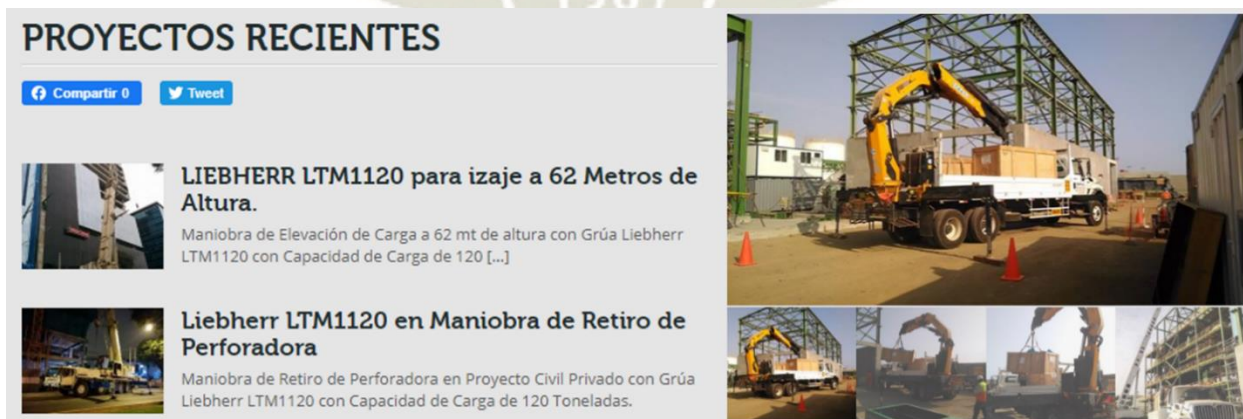 PROYECTOS RECIENTES
Compartir 0
Tweet
LIEBHERR LTM1120 para izaje a 62 Metros de
Altura.
Maniobra de Elevación de Carga a 62 mt de altura con Grúa Liebherr
LTM1120 con Capacidad de Carga de 120 [...]
Liebherr LTM1120 en Maniobra de Retiro de
Perforadora
Maniobra de Retiro de Perforadora en Proyecto Civil Privado con Grúa
Liebherr LTM1120 con Capacidad de Carga de 120 Toneladas.